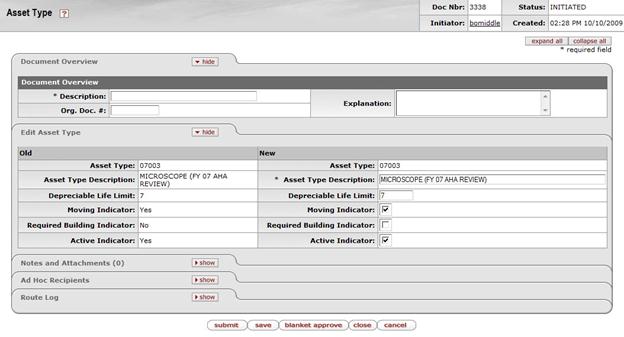 Asset Type ?
Doc Nbr: 3338 Status: INITIATED
Initiator: bomiddle Created: 02:28 PM 10/10/2009
expand all collapse all
* required field
Document Overview hide
Document Overview
* Description: Explanation:
Org. Doc. #:
Edit Asset Type hide
Old New
Asset Type: 07003 Asset Type: 07003
Asset Type Description: MICROSCOPE (FY 07 AHA REVIEW) * Asset Type Description: MICROSCOPE (FY 07 AHA REVIEW)
Depreciable Life Limit: 7 Depreciable Life Limit: 7
Moving Indicator: Yes Moving Indicator:
Required Building Indicator: No Required Building Indicator:
Active Indicator: Yes Active Indicator:
Notes and Attachments (0) show
Ad Hoc Recipients show
Route Log show
submit save blanket approve close cancel